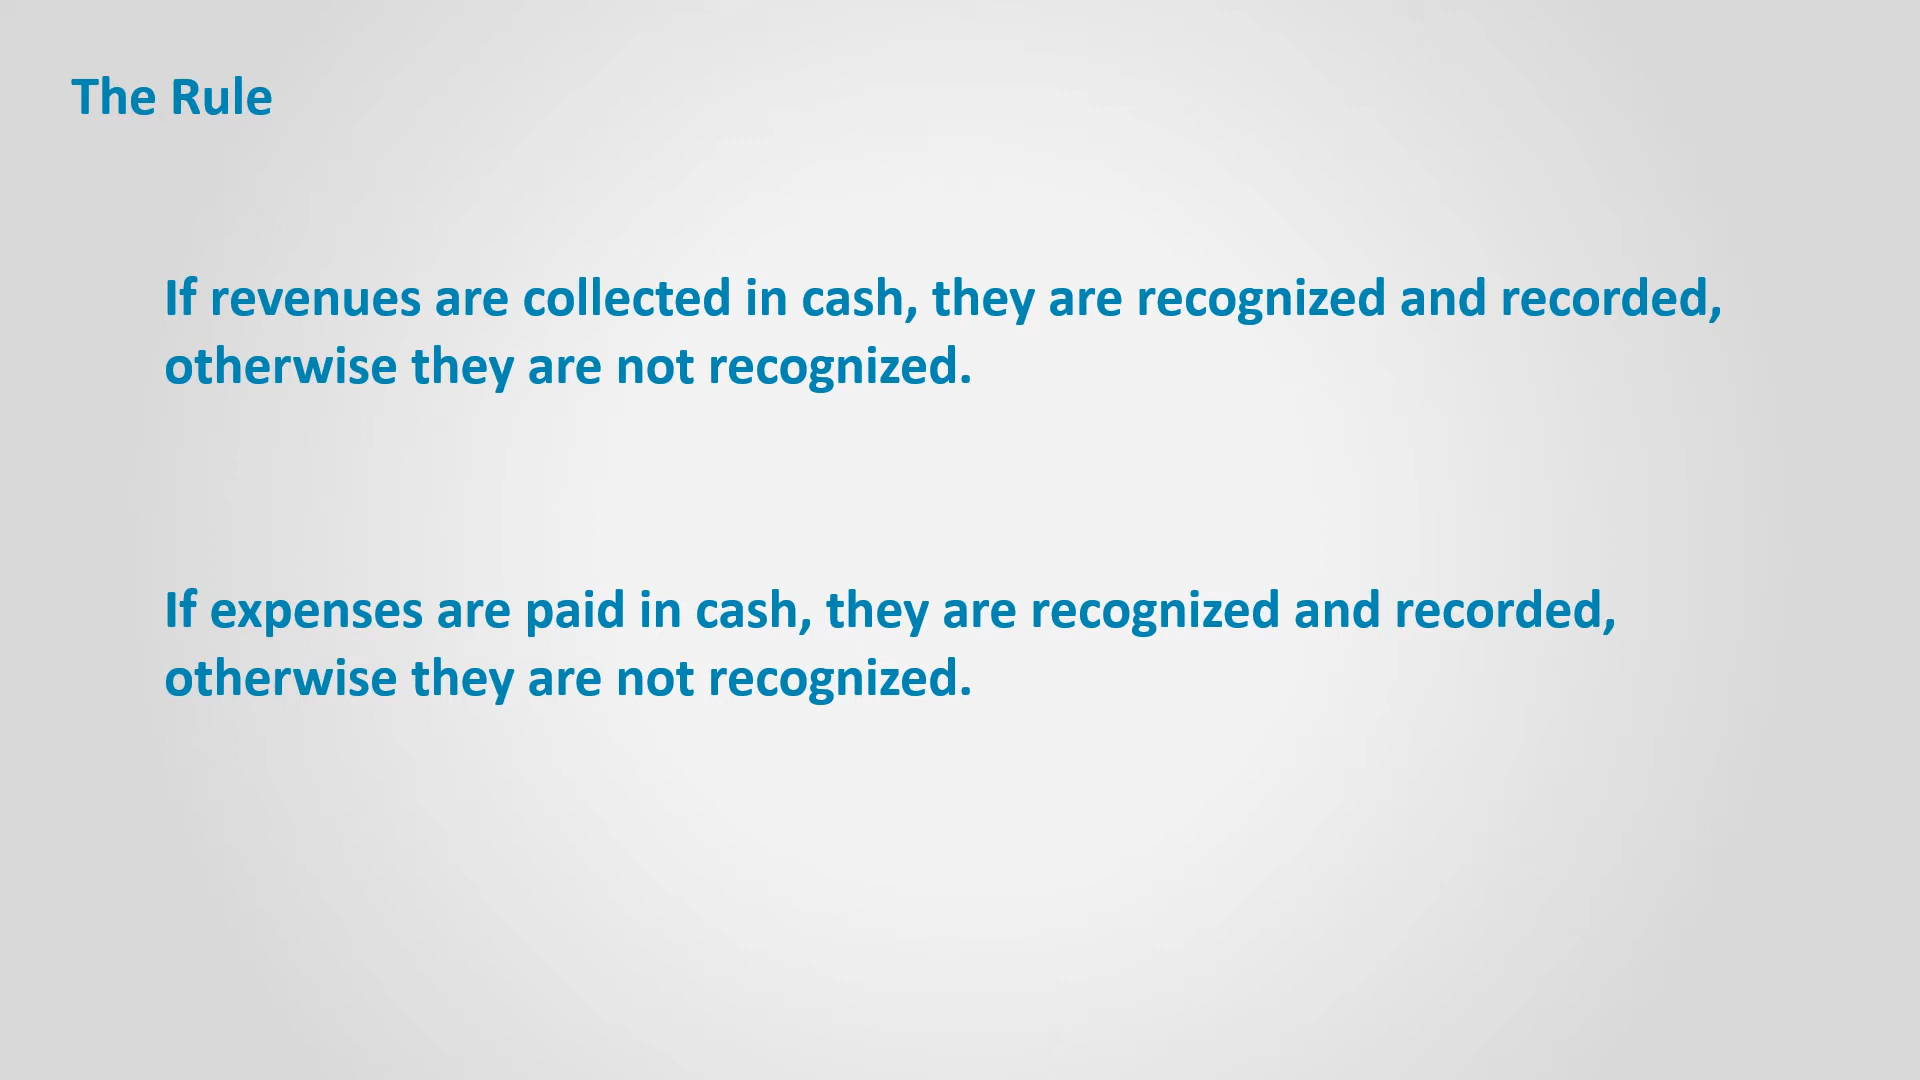 The Rule
If revenues are collected in cash, they are recognized and recorded,
otherwise they are not recognized.
If expenses are paid in cash, they are recognized and recorded,
otherwise they are not recognized.